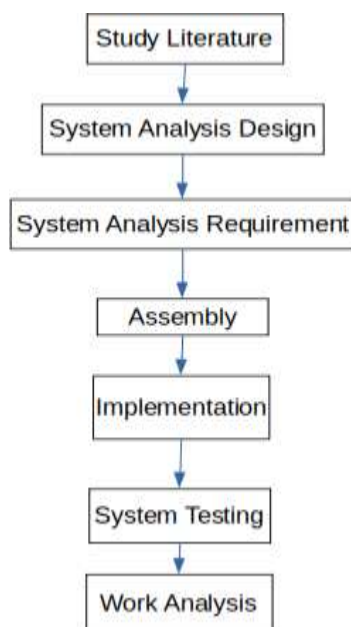 Study Literature
System Analysis Design
System Analysis Requirement
Assembly
Implementation
System Testing
Work Analysis